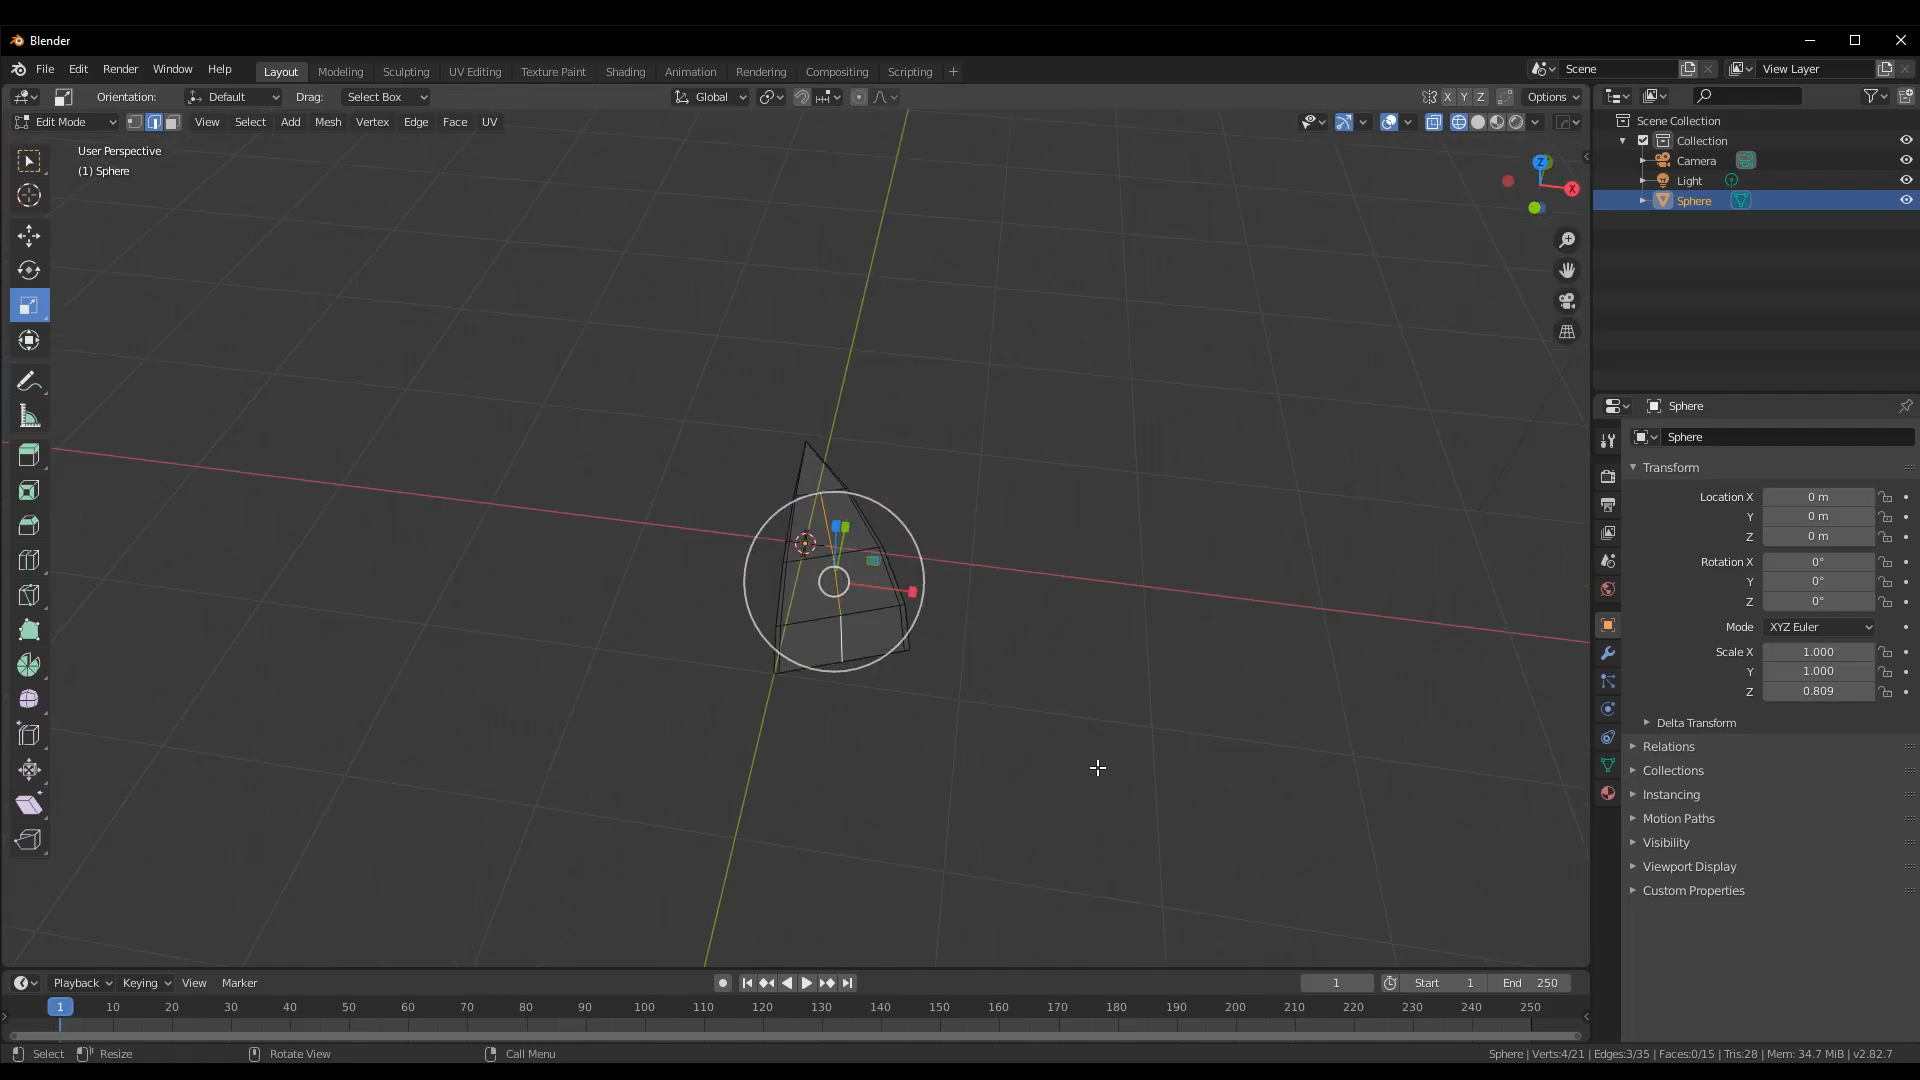 Blender
File Edit Render Window Help
Layout Modeling Sculpting UV Editing Texture Paint Shading Animation Rendering Compositing Scripting +
Scene
View Layer
Orientation: Default Drag: Select Box
Global
X Y Z Options
Edit Mode View Select Add Mesh Vertex Edge Face UV
User Perspective
(1) Sphere
Z
X
Scene Collection
Collection
Camera
Light
Sphere
Sphere
Sphere
Transform
Location X 0 m
Y 0 m
Z 0 m
Rotation X 0°
Y 0°
Z 0°
Mode XYZ Euler
Scale X 1.000
Y 1.000
Z 0.809
Delta Transform
Relations
Collections
Instancing
Motion Paths
Visibility
Viewport Display
Custom Properties
Playback Keying View Marker
1 Start 1 End 250
1 10 20 30 40 50 60 70 80 90 100 110 120 130 140 150 160 170 180 190 200 210 220 230 240 250
Select Resize Rotate View Call Menu
Sphere | Verts:4/21 | Edges:3/35 | Faces:0/15 | Tris:28 | Mem: 34.7 MiB | v2.82.7